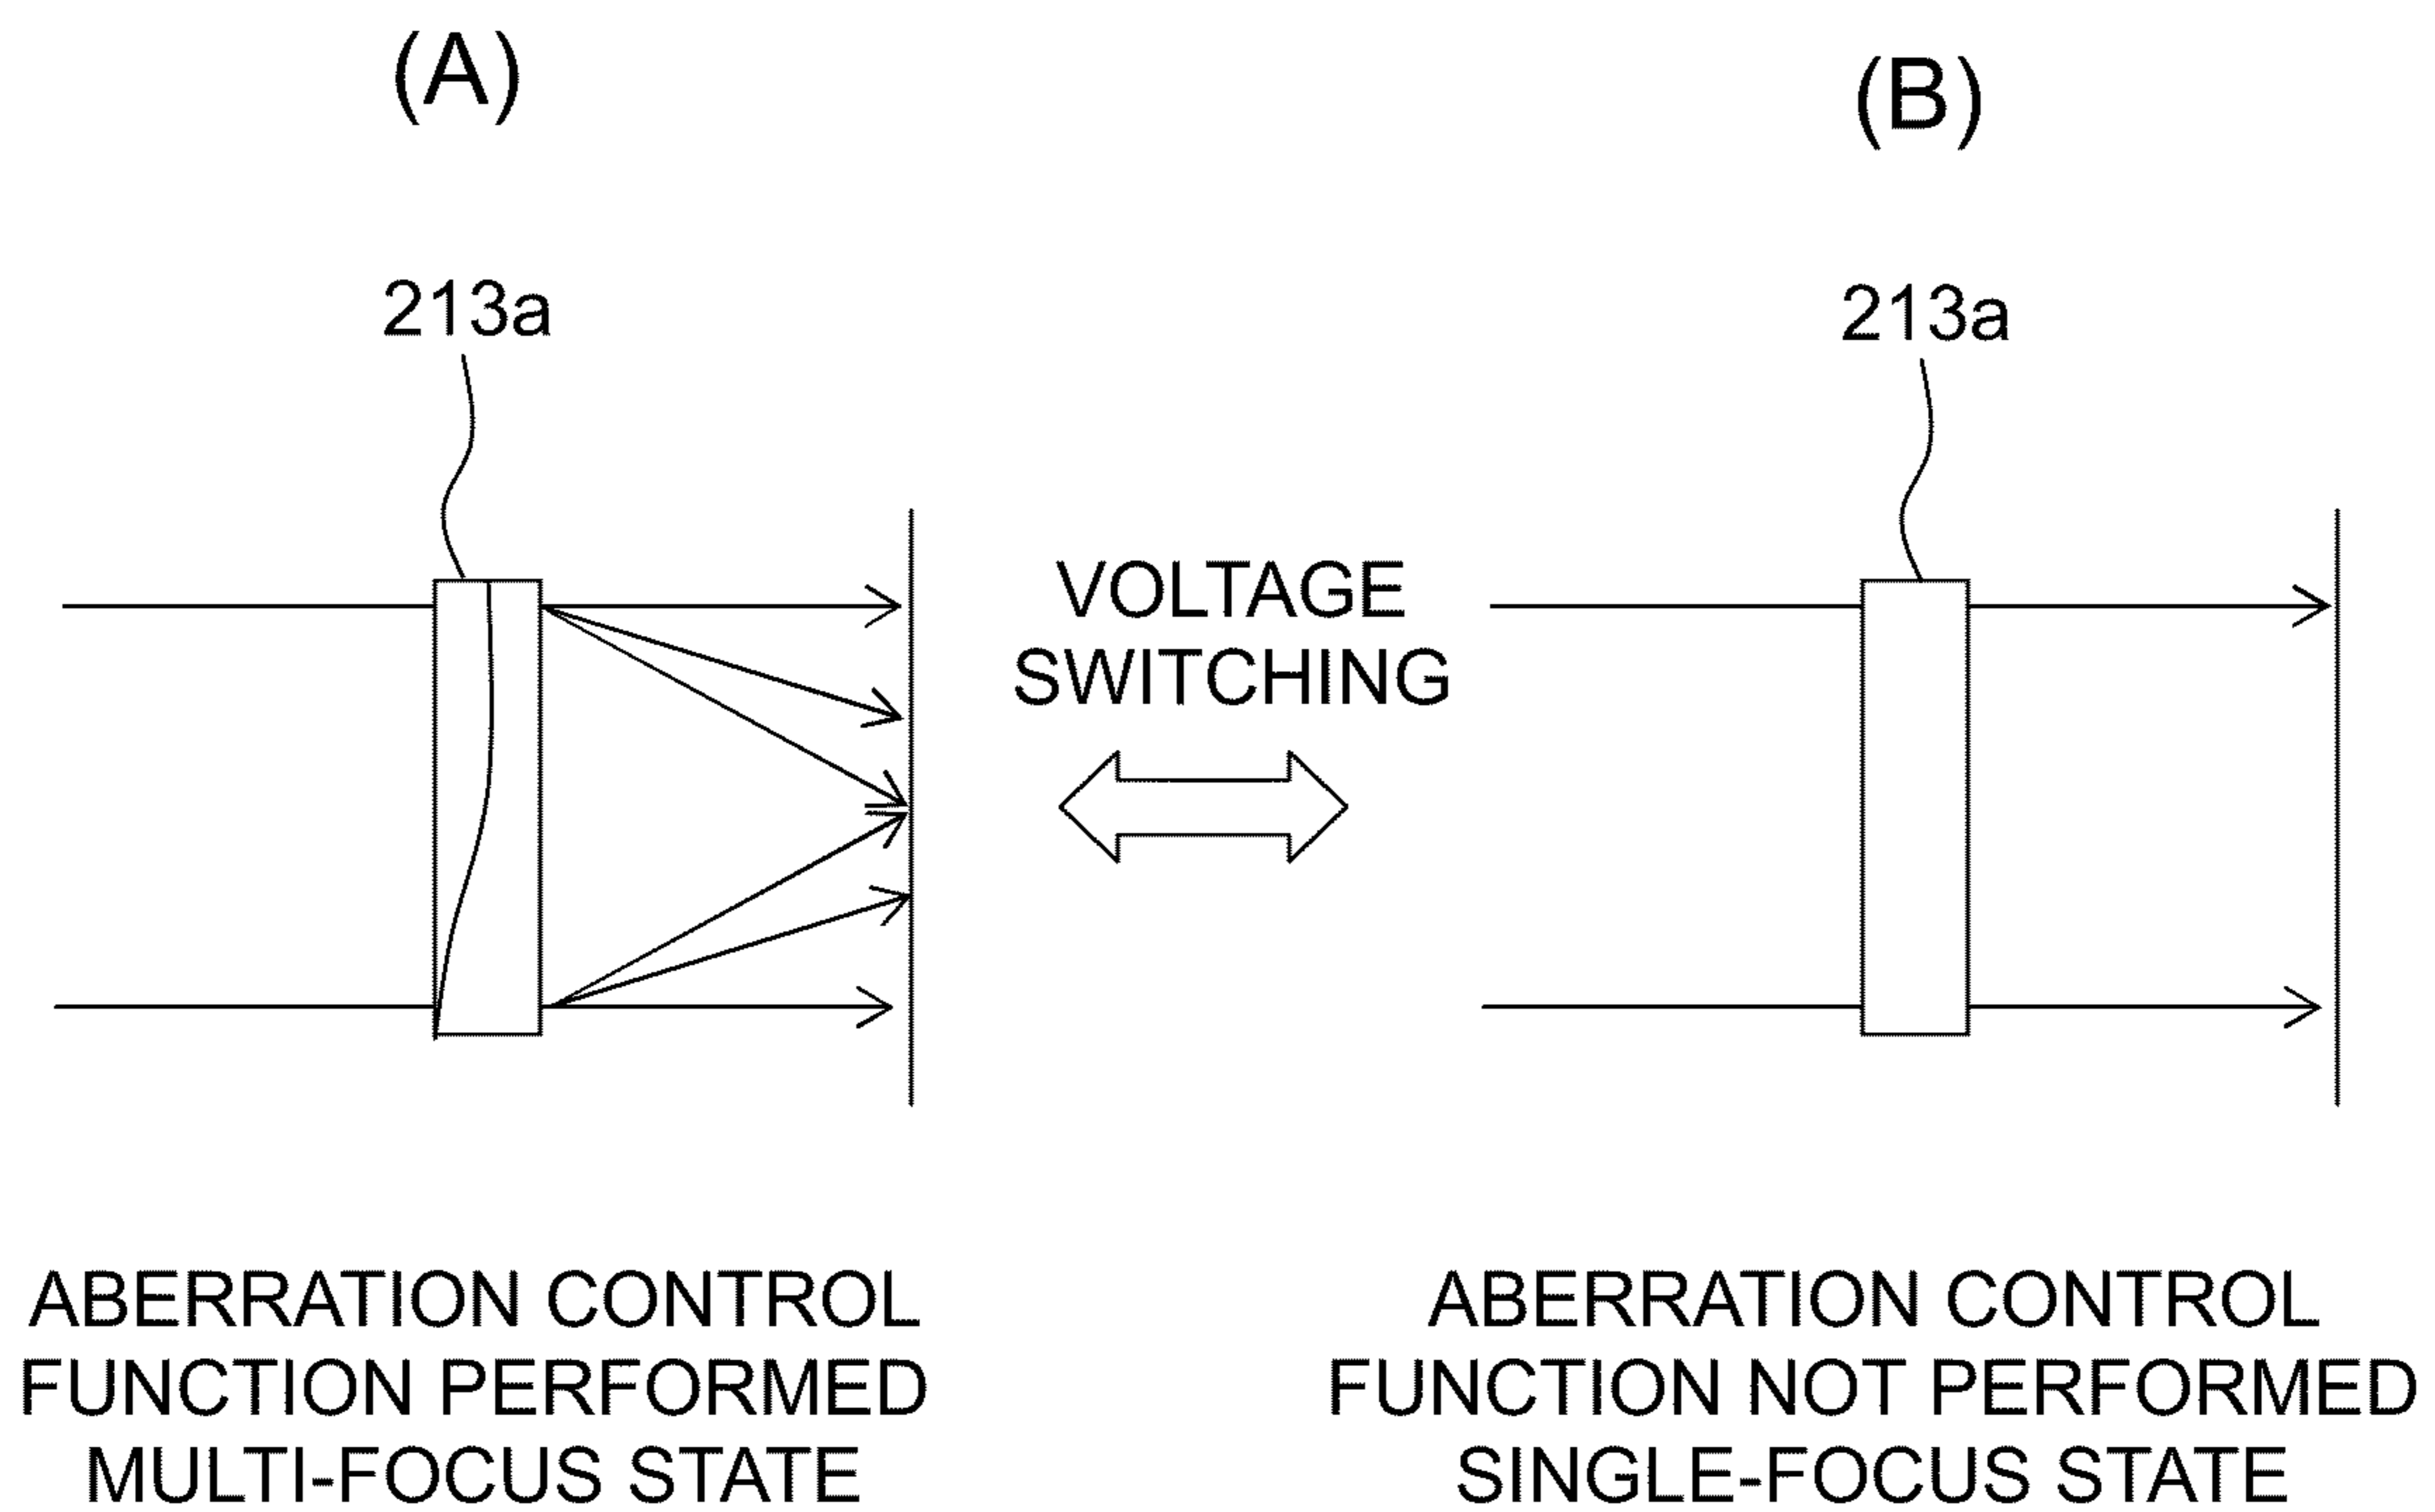 (A)
(B)
213a
213a
VOLTAGE
SWITCHING
ABERRATION CONTROL
FUNCTION PERFORMED
MULTI-FOCUS STATE
ABERRATION CONTROL
FUNCTION NOT PERFORMED
SINGLE-FOCUS STATE